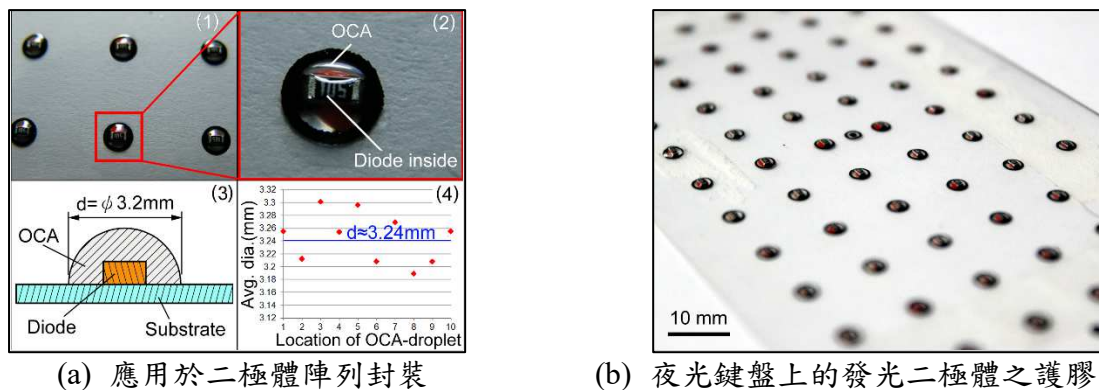 (1)
(2)
OCA
105
Diode inside
(3)
d= φ 3.2mm
OCA
Diode
Substrate
(4)
Avg. dia.(mm)
3.32
3.3
3.28
3.26
3.24
3.22
3.2
3.18
3.16
3.14
3.12
d≈3.24mm
1 2 3 4 5 6 7 8 9 10
Location of OCA-droplet
(a) 應用於二極體陣列封裝
10 mm
(b) 夜光鍵盤上的發光二極體之護膠